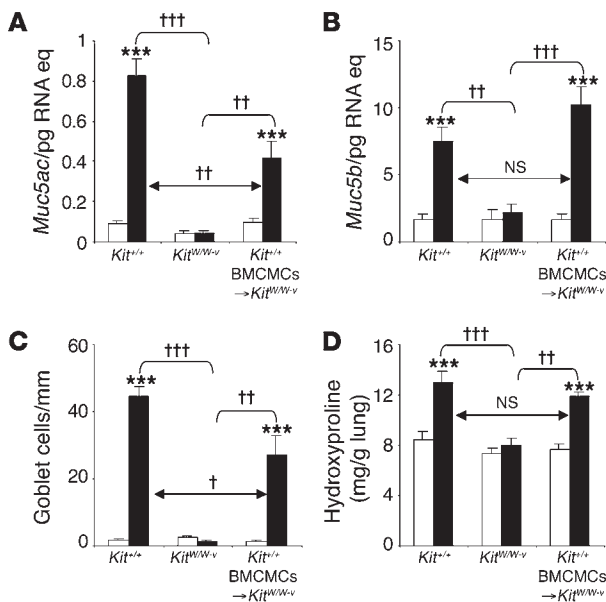 A
Muc5ac/pg RNA eq
1
0.8
0.6
0.4
0.2
0
***
†††
††
***
††
Kit+/+
KitW/W-v
Kit+/+
BMCMCs
→KitW/W-v
B
Muc5b/pg RNA eq
15
10
5
0
***
††
†††
***
NS
Kit+/+
KitW/W-v
Kit+/+
BMCMCs
→KitW/W-v
C
Goblet cells/mm
60
40
20
0
***
†††
††
***
†
Kit+/+
KitW/W-v
Kit+/+
BMCMCs
→KitW/W-v
D
Hydroxyproline
(mg/g lung)
16
12
8
4
0
***
†††
††
***
NS
Kit+/+
KitW/W-v
Kit+/+
BMCMCs
→KitW/W-v